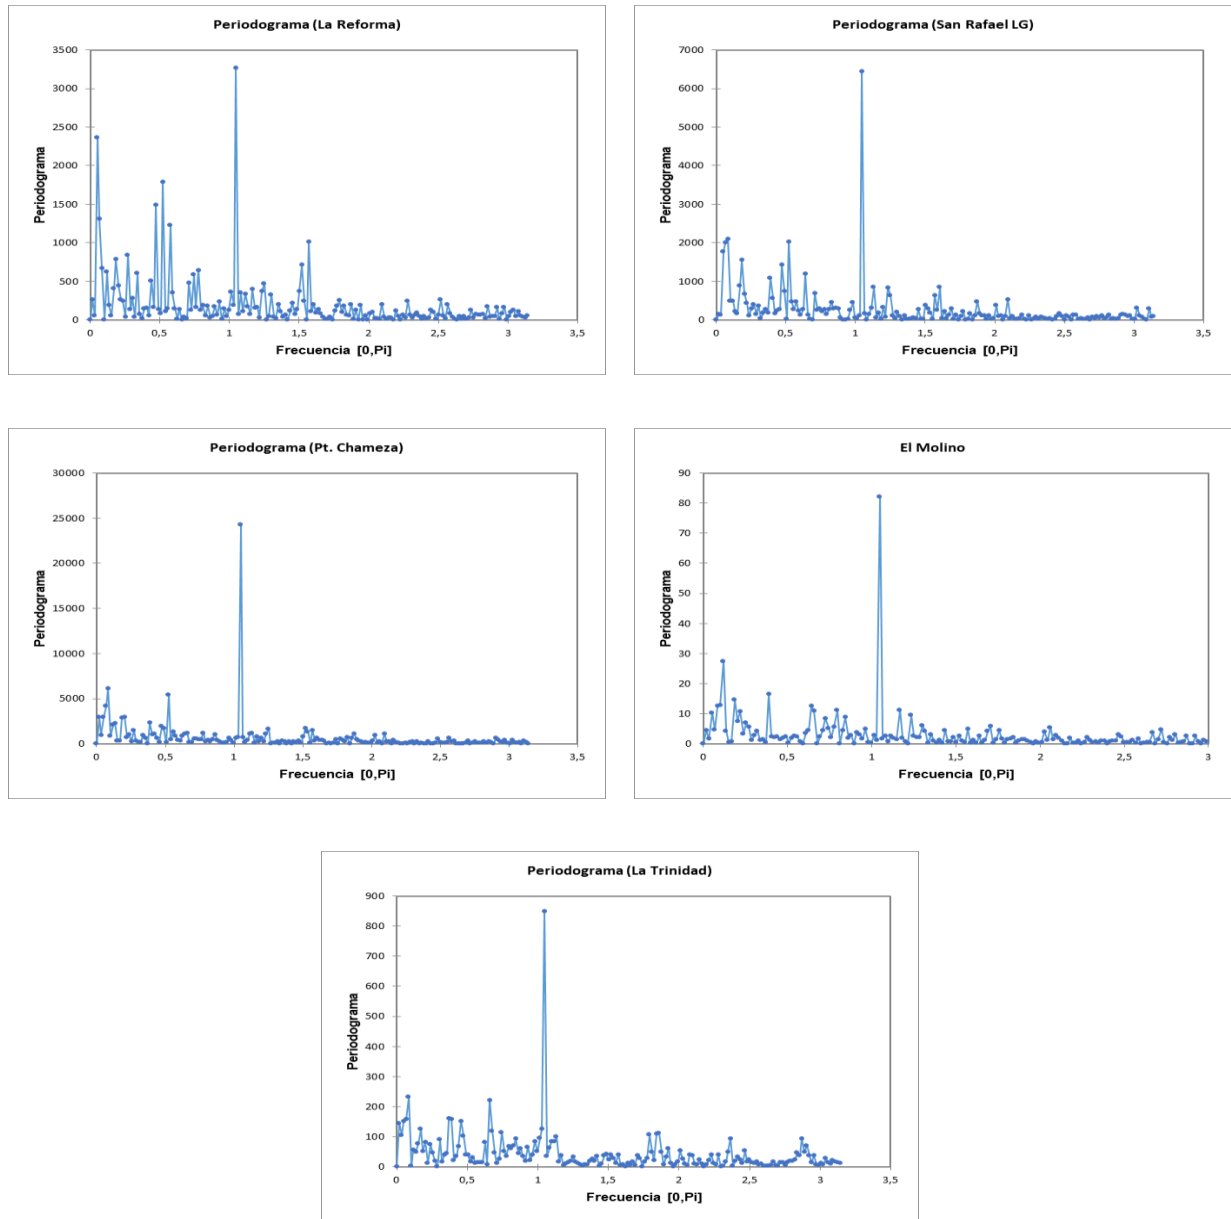 Periodograma (La Reforma)
3500
3000
2500
2000
1500
1000
500
0
Periodograma
0 0,5 1 1,5 2 2,5 3 3,5
Frecuencia [0,Pi]
Periodograma (San Rafael LG)
7000
6000
5000
4000
3000
2000
1000
0
Periodograma
0 0,5 1 1,5 2 2,5 3 3,5
Frecuencia [0,Pi]
Periodograma (Pt. Chameza)
30000
25000
20000
15000
10000
5000
0
Periodograma
0 0,5 1 1,5 2 2,5 3 3,5
Frecuencia [0,Pi]
El Molino
90
80
70
60
50
40
30
20
10
0
Periodograma
0 0,5 1 1,5 2 2,5 3
Frecuencia [0,Pi]
Periodograma (La Trinidad)
900
800
700
600
500
400
300
200
100
0
Periodograma
0 0,5 1 1,5 2 2,5 3 3,5
Frecuencia [0,Pi]